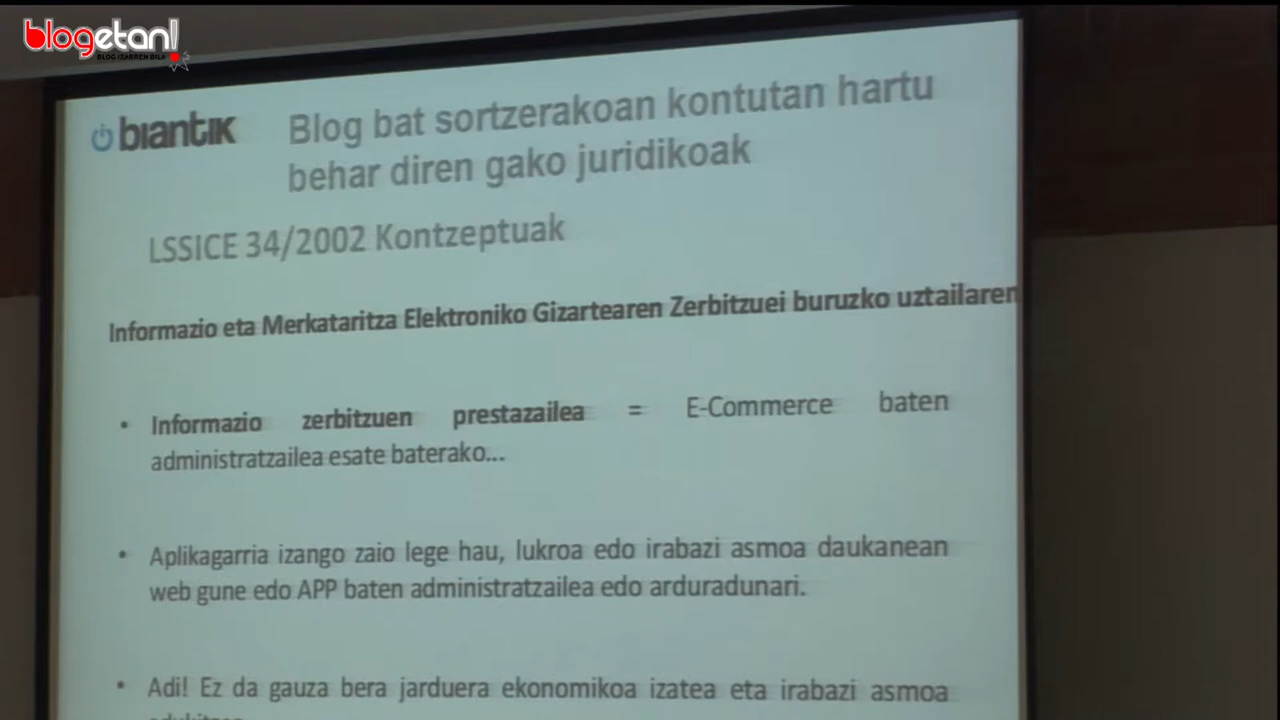 blogetan!
BLOG IZARREN BILA
biantik
Blog bat sortzerakoan kontutan hartu
behar diren gako juridikoak
LSSICE 34/2002 Kontzeptuak
Informazio eta Merkataritza Elektroniko Gizartearen Zerbitzuei buruzko uztailaren
• Informazio zerbitzuen prestazailea = E-Commerce baten
administratzailea esate baterako...
• Aplikagarria izango zaio lege hau, lukroa edo irabazi asmoa daukanean
web gune edo APP baten administratzailea edo arduradunari.
• Adi! Ez da gauza bera jarduera ekonomikoa izatea eta irabazi asmoa